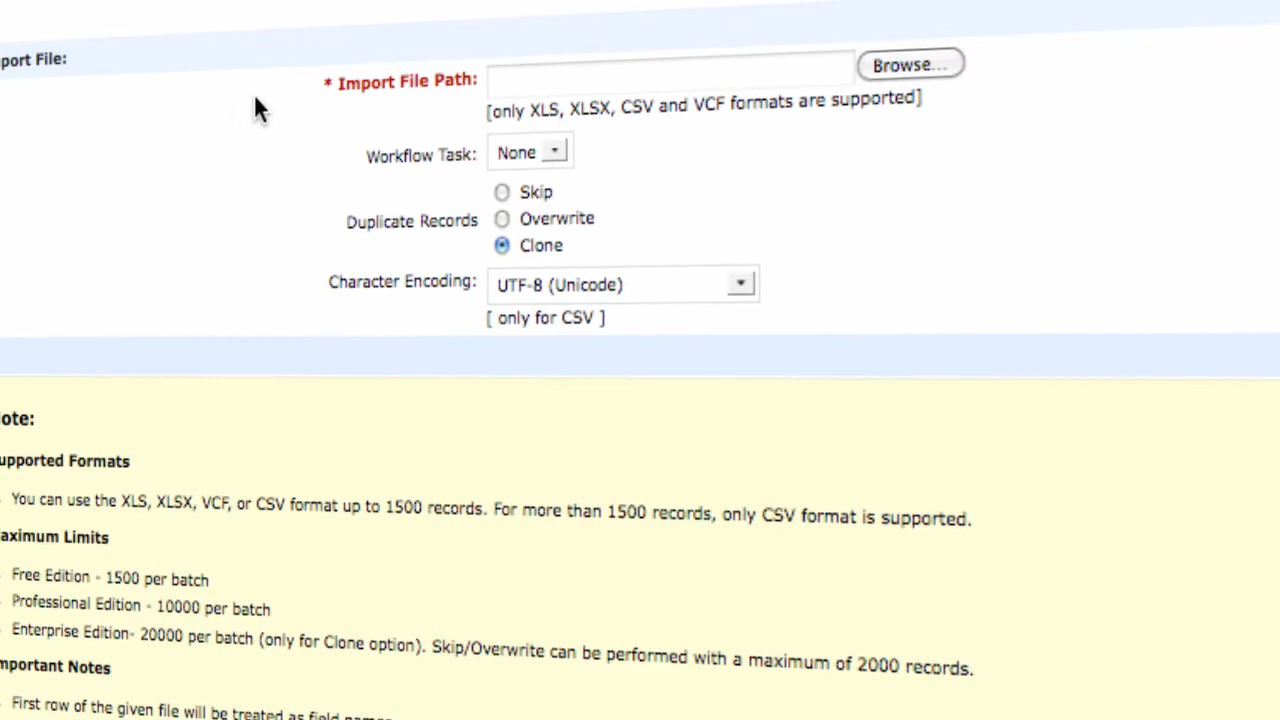 port File:
* Import File Path:
Browse...
[only XLS, XLSX, CSV and VCF formats are supported]
Workflow Task:
None
Skip
Duplicate Records
Overwrite
Clone
Character Encoding:
UTF-8 (Unicode)
[ only for CSV ]
ote:
upported Formats
You can use the XLS, XLSX, VCF, or CSV format up to 1500 records. For more than 1500 records, only CSV format is supported.
aximum Limits
Free Edition - 1500 per batch
Professional Edition - 10000 per batch
Enterprise Edition- 20000 per batch (only for Clone option). Skip/Overwrite can be performed with a maximum of 2000 records.
mportant Notes
First row of the given file will be treated as field names